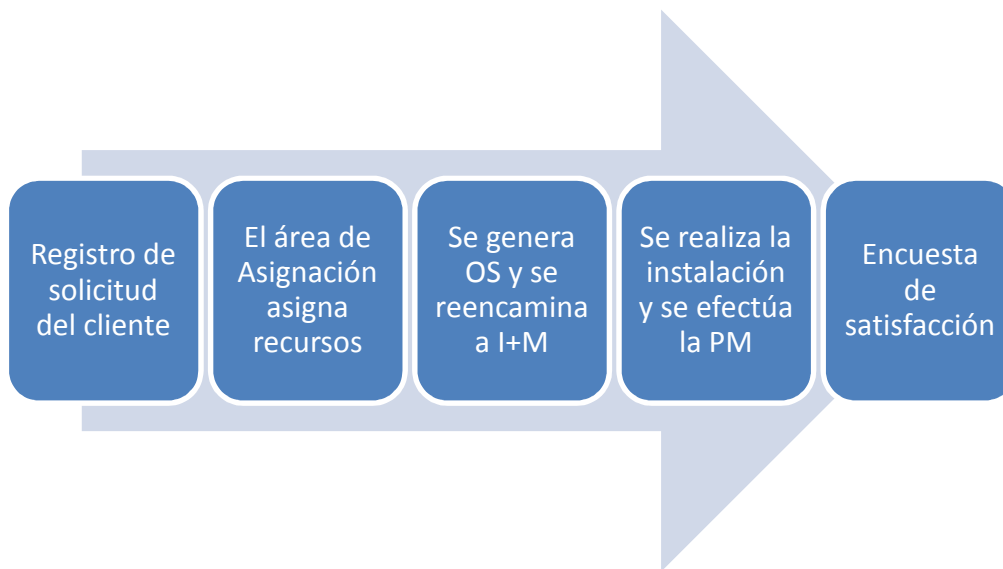 Registro de
solicitud
del cliente
El área de
Asignación
asigna
recursos
Se genera
OS y se
reencamina
a I+M
Se realiza la
instalación
y se efectúa
la PM
Encuesta
de
satisfacción